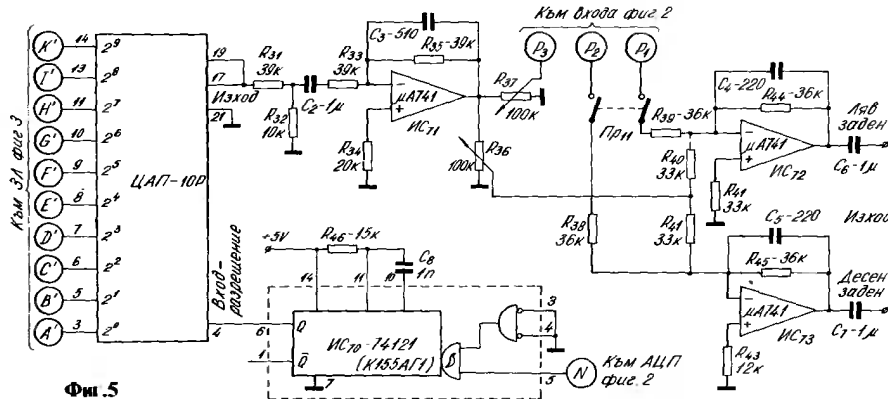 Към входа фиг. 2
P3
P2
P1
Към ЗЛ фиг 3
K'
14
2⁹
I'
13
2⁸
H'
11
2⁷
G'
10
2⁶
F'
9
2⁵
E'
8
2⁴
D'
7
2³
C'
6
2²
B'
5
2¹
A'
3
2⁰
ЦАП-10Р
19
17
Изход
21
4
Вход-
разрешение
R31
39к
R32
10к
C2-1μ
R33
39к
C3-510
R35-39к
μA741
ИС71
R34
20к
R37
100к
R36
100к
Пр11
R39-36к
R40
33к
R38
36к
R41
33к
C4-220
R44-36к
μA741
ИС72
R41
33к
Ляв
заден
C6-1μ
Изход
C5-220
R45-36к
μA741
ИС73
R43
12к
Десен
заден
C7-1μ
+5V
R46-15к
C8
1n
14
11
10
6
Q
1
Q̅
7
ИС70-74121
(К155АГ1)
3
4
5
N
Към АЦП
фиг. 2
Фиг.5